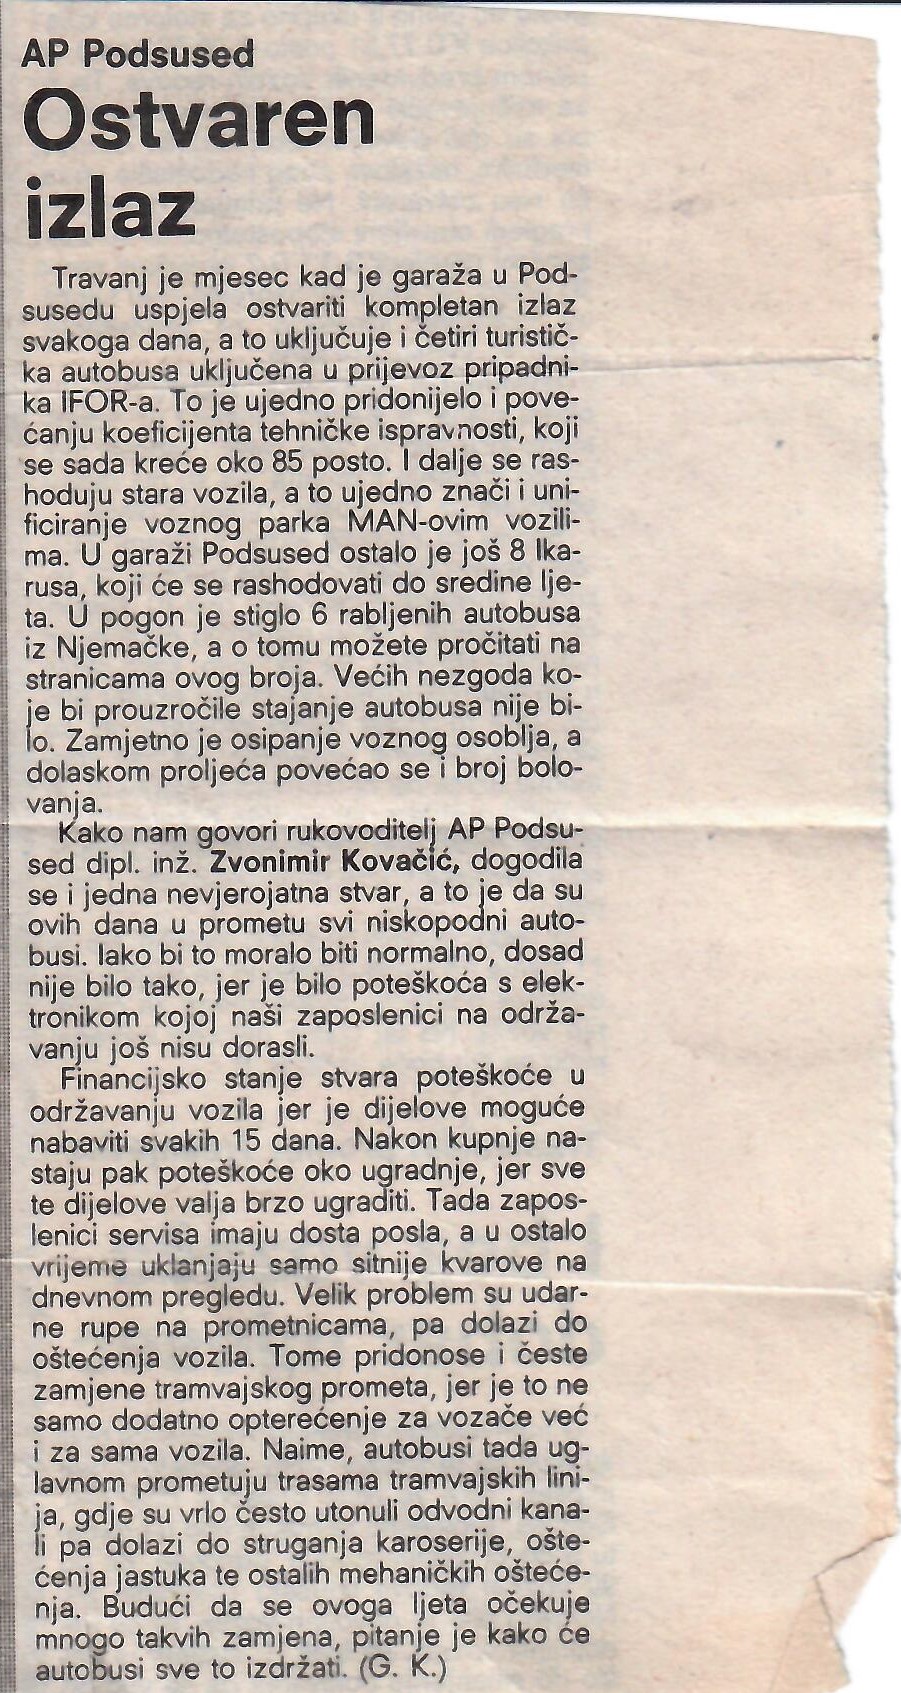 AP Podsused
Ostvaren
izlaz
Travanj je mjesec kad je garaža u Pod-
susedu uspjela ostvariti kompletan izlaz
svakoga dana, a to uključuje i četiri turistič-
ka autobusa uključena u prijevoz pripadni-
ka IFOR-a. To je ujedno pridonijelo i pove-
ćanju koeficijenta tehničke ispravnosti, koji
se sada kreće oko 85 posto. I dalje se ras-
hoduju stara vozila, a to ujedno znači i uni-
ficiranje voznog parka MAN-ovim vozili-
ma. U garaži Podsused ostalo je još 8 Ika-
rusa, koji će se rashodovati do sredine lje-
ta. U pogon je stiglo 6 rabljenih autobusa
iz Njemačke, a o tomu možete pročitati na
stranicama ovog broja. Većih nezgoda ko-
je bi prouzročile stajanje autobusa nije bi-
lo. Zamjetno je osipanje voznog osoblja, a
dolaskom proljeća povećao se i broj bolo-
vanja.
Kako nam govori rukovoditelj AP Podsu-
sed dipl. inž. Zvonimir Kovačić, dogodila
se i jedna nevjerojatna stvar, a to je da su
ovih dana u prometu svi niskopodni auto-
busi. Iako bi to moralo biti normalno, dosad
nije bilo tako, jer je bilo poteškoća s elek-
tronikom kojoj naši zaposlenici na održa-
vanju još nisu dorasli.
Financijsko stanje stvara poteškoće u
održavanju vozila jer je dijelove moguće
nabaviti svakih 15 dana. Nakon kupnje na-
staju pak poteškoće oko ugradnje, jer sve
te dijelove valja brzo ugraditi. Tada zapos-
lenici servisa imaju dosta posla, a u ostalo
vrijeme uklanjaju samo sitnije kvarove na
dnevnom pregledu. Velik problem su udar-
ne rupe na prometnicama, pa dolazi do
oštećenja vozila. Tome pridonose i česte
zamjene tramvajskog prometa, jer je to ne
samo dodatno opterećenje za vozače već
i za sama vozila. Naime, autobusi tada ug-
lavnom prometuju trasama tramvajskih lini-
ja, gdje su vrlo često utonuli odvodni kana-
li pa dolazi do struganja karoserije, ošte-
ćenja jastuka te ostalih mehaničkih ošteće-
nja. Budući da se ovoga ljeta očekuje
mnogo takvih zamjena, pitanje je kako će
autobusi sve to izdržati. (G. K.)